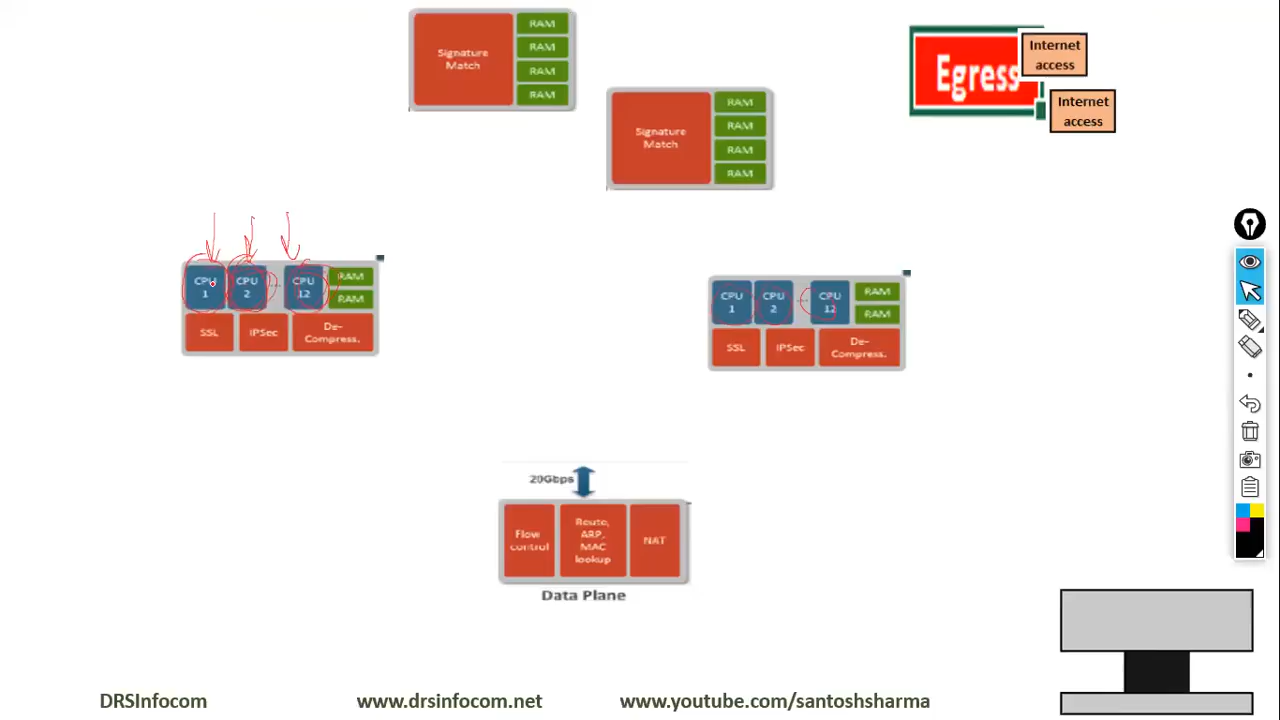 Signature
Match
RAM
RAM
RAM
RAM
Signature
Match
RAM
RAM
RAM
RAM
Egress
Internet
access
Internet
access
CPU
1
CPU
2
CPU
12
RAM
RAM
SSL
IPSec
De-
Compress.
CPU
1
CPU
2
CPU
12
RAM
RAM
SSL
IPSec
De-
Compress.
20Gbps
Flow
control
Route,
ARP,
MAC
lookup
NAT
Data Plane
DRSInfocom
www.drsinfocom.net
www.youtube.com/santoshsharma